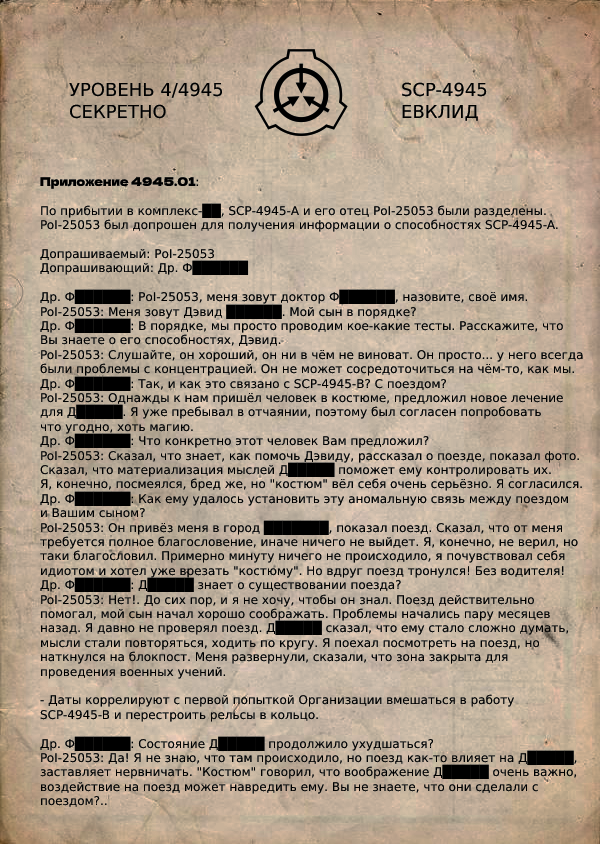 УРОВЕНЬ 4/4945
СЕКРЕТНО
SCP-4945
ЕВКЛИД
Приложение 4945.01:
По прибытии в комплекс-██, SCP-4945-A и его отец PoI-25053 были разделены.
PoI-25053 был допрошен для получения информации о способностях SCP-4945-A.
Допрашиваемый: PoI-25053
Допрашивающий: Др. Ф██████
Др. Ф██████: PoI-25053, меня зовут доктор Ф██████, назовите, своё имя.
PoI-25053: Меня зовут Дэвид ██████. Мой сын в порядке?
Др. Ф██████: В порядке, мы просто проводим кое-какие тесты. Расскажите, что
Вы знаете о его способностях, Дэвид.
PoI-25053: Слушайте, он хороший, он ни в чём не виноват. Он просто... у него всегда
были проблемы с концентрацией. Он не может сосредоточиться на чём-то, как мы.
Др. Ф██████: Так, и как это связано с SCP-4945-B? С поездом?
PoI-25053: Однажды к нам пришёл человек в костюме, предложил новое лечение
для Д█████. Я уже пребывал в отчаянии, поэтому был согласен попробовать
что угодно, хоть магию.
Др. Ф██████: Что конкретно этот человек Вам предложил?
PoI-25053: Сказал, что знает, как помочь Дэвиду, рассказал о поезде, показал фото.
Сказал, что материализация мыслей Д█████ поможет ему контролировать их.
Я, конечно, посмеялся, бред же, но "костюм" вёл себя очень серьёзно. Я согласился.
Др. Ф██████: Как ему удалось установить эту аномальную связь между поездом
и Вашим сыном?
PoI-25053: Он привёз меня в город ███████, показал поезд. Сказал, что от меня
требуется полное благословение, иначе ничего не выйдет. Я, конечно, не верил, но
таки благословил. Примерно минуту ничего не происходило, я почувствовал себя
идиотом и хотел уже врезать "костюму". Но вдруг поезд тронулся! Без водителя!
Др. Ф██████: Д█████ знает о существовании поезда?
PoI-25053: Нет!. До сих пор, и я не хочу, чтобы он знал. Поезд действительно
помогал, мой сын начал хорошо соображать. Проблемы начались пару месяцев
назад. Я давно не проверял поезд. Д█████ сказал, что ему стало сложно думать,
мысли стали повторяться, ходить по кругу. Я поехал посмотреть на поезд, но
наткнулся на блокпост. Меня развернули, сказали, что зона закрыта для
проведения военных учений.
- Даты коррелируют с первой попыткой Организации вмешаться в работу
SCP-4945-B и перестроить рельсы в кольцо.
Др. Ф██████: Состояние Д█████ продолжило ухудшаться?
PoI-25053: Да! Я не знаю, что там происходило, но поезд как-то влияет на Д█████,
заставляет нервничать. "Костюм" говорил, что воображение Д█████ очень важно,
воздействие на поезд может навредить ему. Вы не знаете, что они сделали с
поездом?..